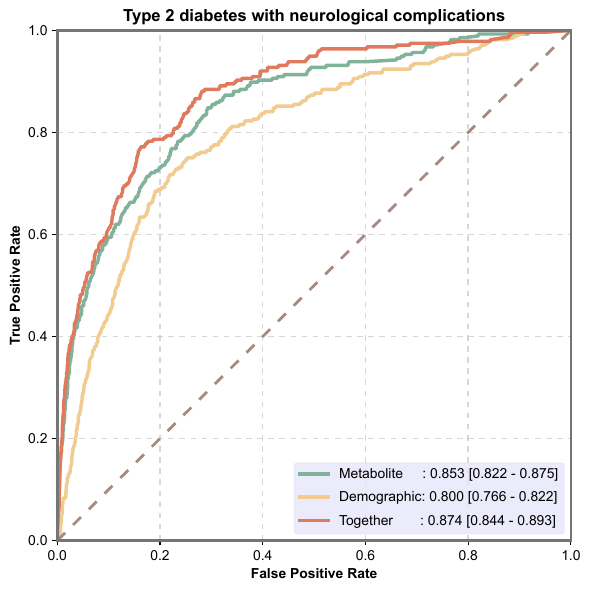 Type 2 diabetes with neurological complications
True Positive Rate
1.0
0.8
0.6
0.4
0.2
0.0
Metabolite : 0.853 [0.822 - 0.875]
Demographic: 0.800 [0.766 - 0.822]
Together : 0.874 [0.844 - 0.893]
0.0 0.2 0.4 0.6 0.8 1.0
False Positive Rate